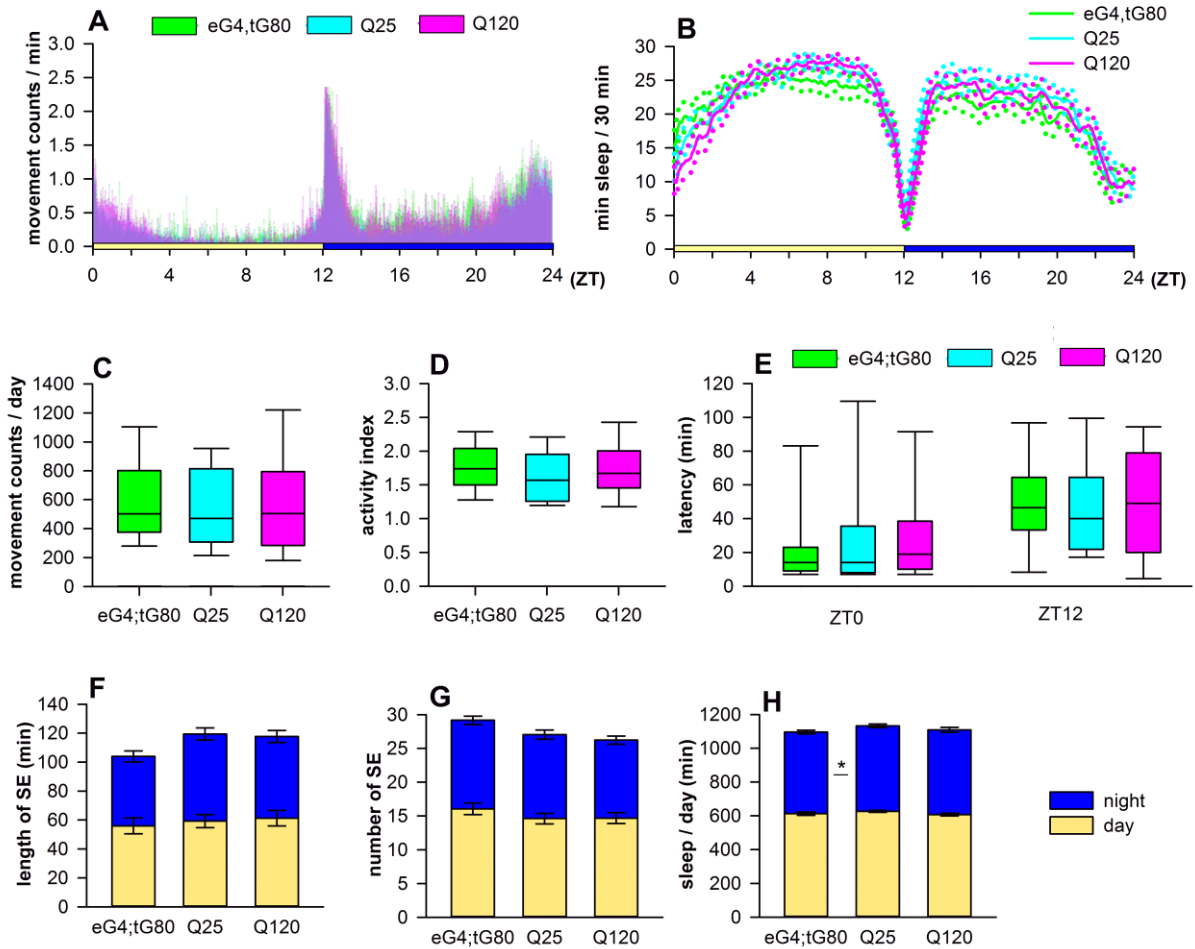 A
eG4,tG80 Q25 Q120
movement counts / min
3.0
2.5
2.0
1.5
1.0
0.5
0.0
0 4 8 12 16 20 24 (ZT)
B
eG4,tG80
Q25
Q120
min sleep / 30 min
30
25
20
15
10
5
0
0 4 8 12 16 20 24 (ZT)
C
movement counts / day
1400
1200
1000
800
600
400
200
0
eG4;tG80 Q25 Q120
D
activity index
3.0
2.5
2.0
1.5
1.0
0.5
0.0
eG4;tG80 Q25 Q120
E
eG4;tG80 Q25 Q120
latency (min)
120
100
80
60
40
20
0
ZT0 ZT12
F
length of SE (min)
140
120
100
80
60
40
20
0
eG4;tG80 Q25 Q120
G
number of SE
30
25
20
15
10
5
0
eG4;tG80 Q25 Q120
H
sleep / day (min)
1200
1000
800
600
400
200
0
*
eG4;tG80 Q25 Q120
night
day